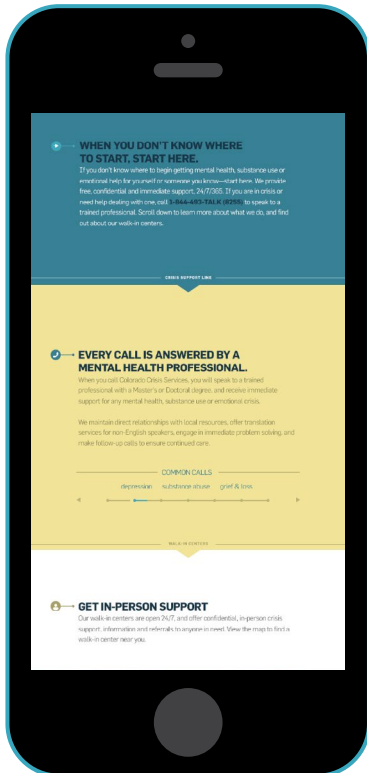 WHEN YOU DON'T KNOW WHERE
TO START, START HERE.
If you don't know where to begin getting mental health, substance use or
emotional help for yourself or someone you know—start here. We provide
free, confidential and immediate support, 24/7/365. If you are in crisis or
need help dealing with one, call 1-844-493-TALK (8255) to speak to a
trained professional. Scroll down to learn more about what we do, and find
out about our walk-in centers.
CRISIS SUPPORT LINE
EVERY CALL IS ANSWERED BY A
MENTAL HEALTH PROFESSIONAL.
When you call Colorado Crisis Services, you will speak to a trained
professional with a Master's or Doctoral degree, and receive immediate
support for any mental health, substance use or emotional crisis.
We maintain direct relationships with local resources, offer translation
services for non-English speakers, engage in immediate problem solving, and
make follow-up calls to ensure continued care.
COMMON CALLS
depression substance abuse grief & loss
WALK-IN CENTERS
GET IN-PERSON SUPPORT
Our walk-in centers are open 24/7, and offer confidential, in-person crisis
support, information and referrals to anyone in need. View the map to find a
walk-in center near you.